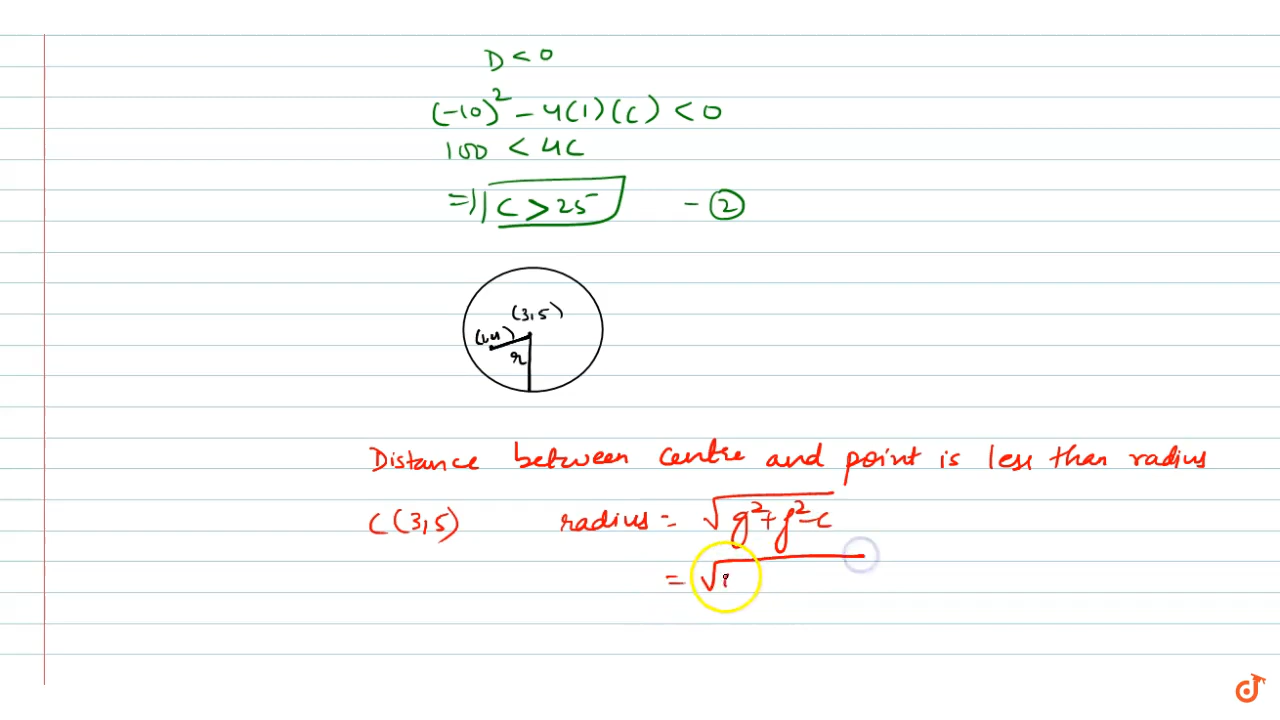 D < 0
(-10)² - 4(1)(c) < 0
100 < 4c
=> c > 25 - ②
(3,5)
(1,4)
r
Distance between centre and point is less than radius
C(3,5) radius = √g²+f²-c
= √